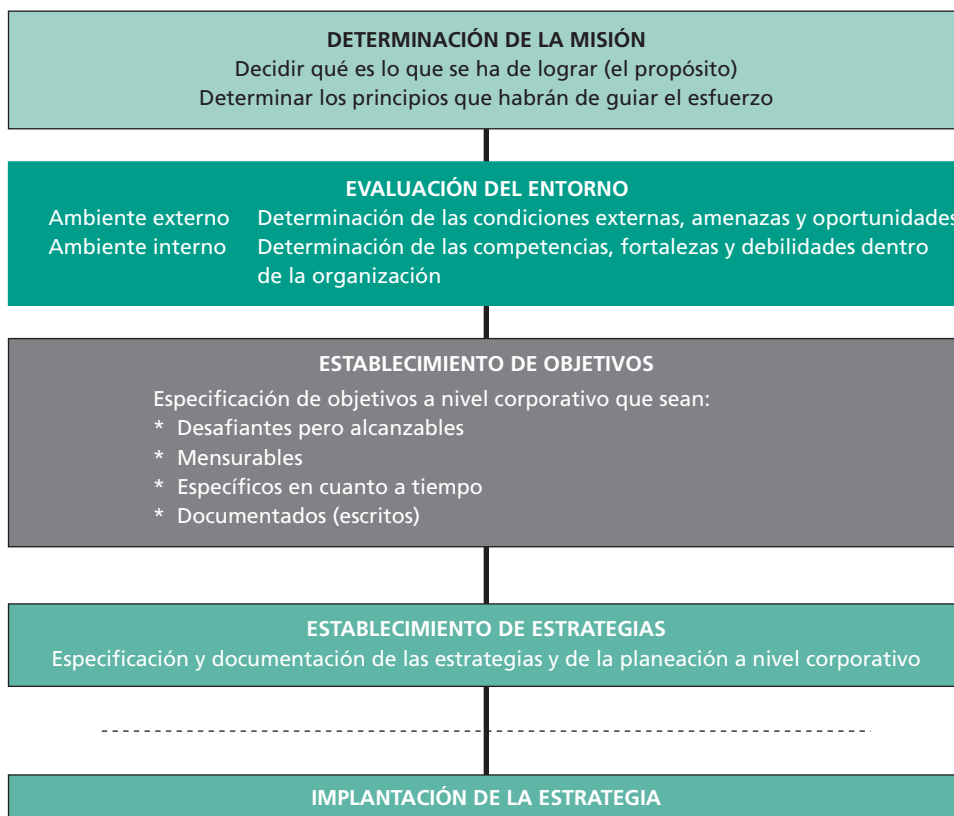 DETERMINACIÓN DE LA MISIÓN
Decidir qué es lo que se ha de lograr (el propósito)
Determinar los principios que habrán de guiar el esfuerzo
EVALUACIÓN DEL ENTORNO
Ambiente externo Determinación de las condiciones externas, amenazas y oportunidades
Ambiente interno Determinación de las competencias, fortalezas y debilidades dentro
de la organización
ESTABLECIMIENTO DE OBJETIVOS
Especificación de objetivos a nivel corporativo que sean:
* Desafiantes pero alcanzables
* Mensurables
* Específicos en cuanto a tiempo
* Documentados (escritos)
ESTABLECIMIENTO DE ESTRATEGIAS
Especificación y documentación de las estrategias y de la planeación a nivel corporativo
IMPLANTACIÓN DE LA ESTRATEGIA